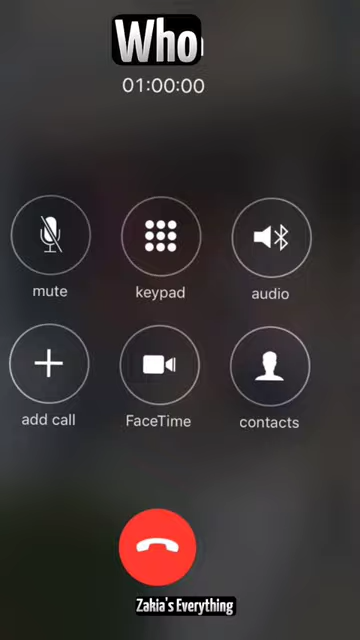 Who
01:00:00
mute
keypad
audio
add call
FaceTime
contacts
Zakia's Everything